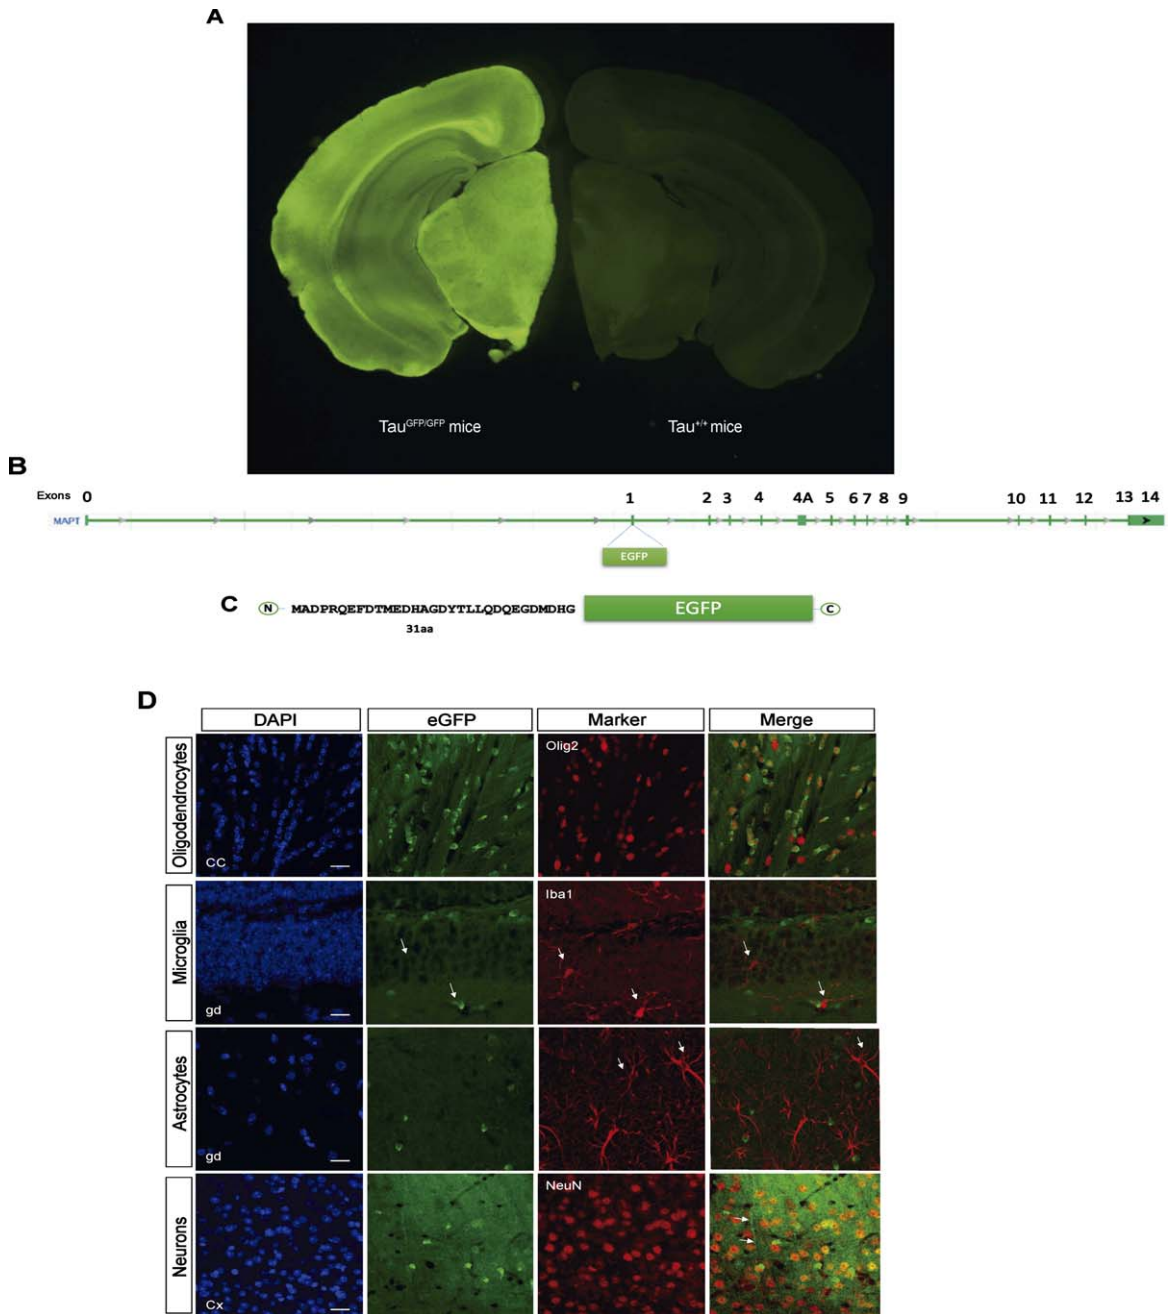 A
Tau^GFP/GFP mice
Tau^+/+ mice
B
Exons 0 1 2 3 4 4A 5 6 7 8 9 10 11 12 13 14
MAPT
EGFP
C
N MADPRQEFDTMEDHAGDYTLLQDQEGDMDHG EGFP C
31aa
D
DAPI eGFP Marker Merge
Oligodendrocytes
Olig2
CC
Microglia
Iba1
gd
Astrocytes
gd
Neurons
NeuN
Cx